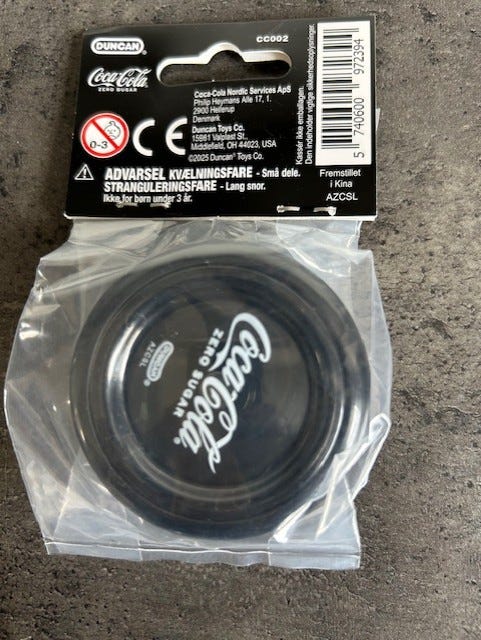 DUNCAN®
CC002
Coca-Cola®
ZERO SUGAR
0-3
CE
Coca-Cola Nordic Services ApS
Philip Heymans Alle 17, 1.
2900 Hellerup
Denmark
Duncan Toys Co.
15981 Valplast St.,
Middlefield, OH 44023, USA
©2025 Duncan® Toys Co.
Kassér ikke emballagen.
Den indeholder vigtige sikkerhedsoplysninger.
5 740600 972394
ADVARSEL KVÆLNINGSFARE - Små dele.
STRANGULERINGSFARE - Lang snor.
Ikke for børn under 3 år.
Fremstillet
i Kina
AZCSL
Coca-Cola®
ZERO SUGAR
DUNCAN®
AZCSL